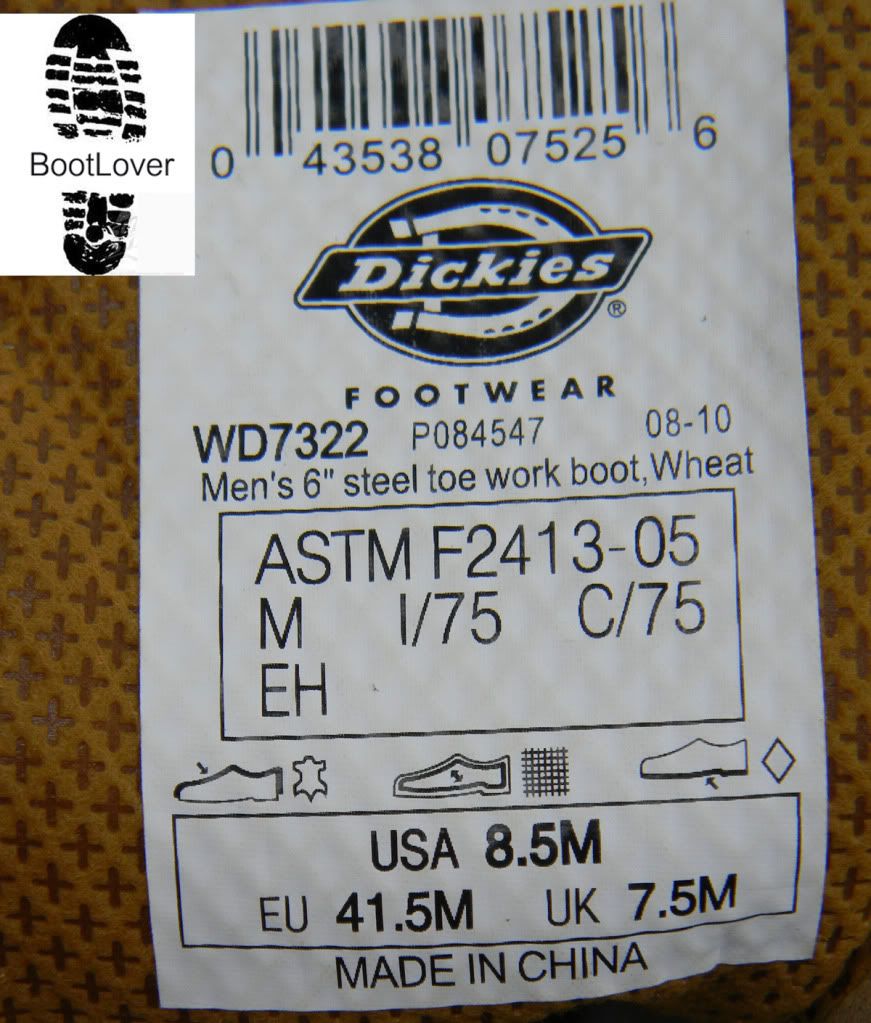 BootLover
0 43538 07525 6
Dickies®
FOOTWEAR
WD7322 P084547 08-10
Men's 6" steel toe work boot,Wheat
ASTM F2413-05
M I/75 C/75
EH
USA 8.5M
EU 41.5M UK 7.5M
MADE IN CHINA